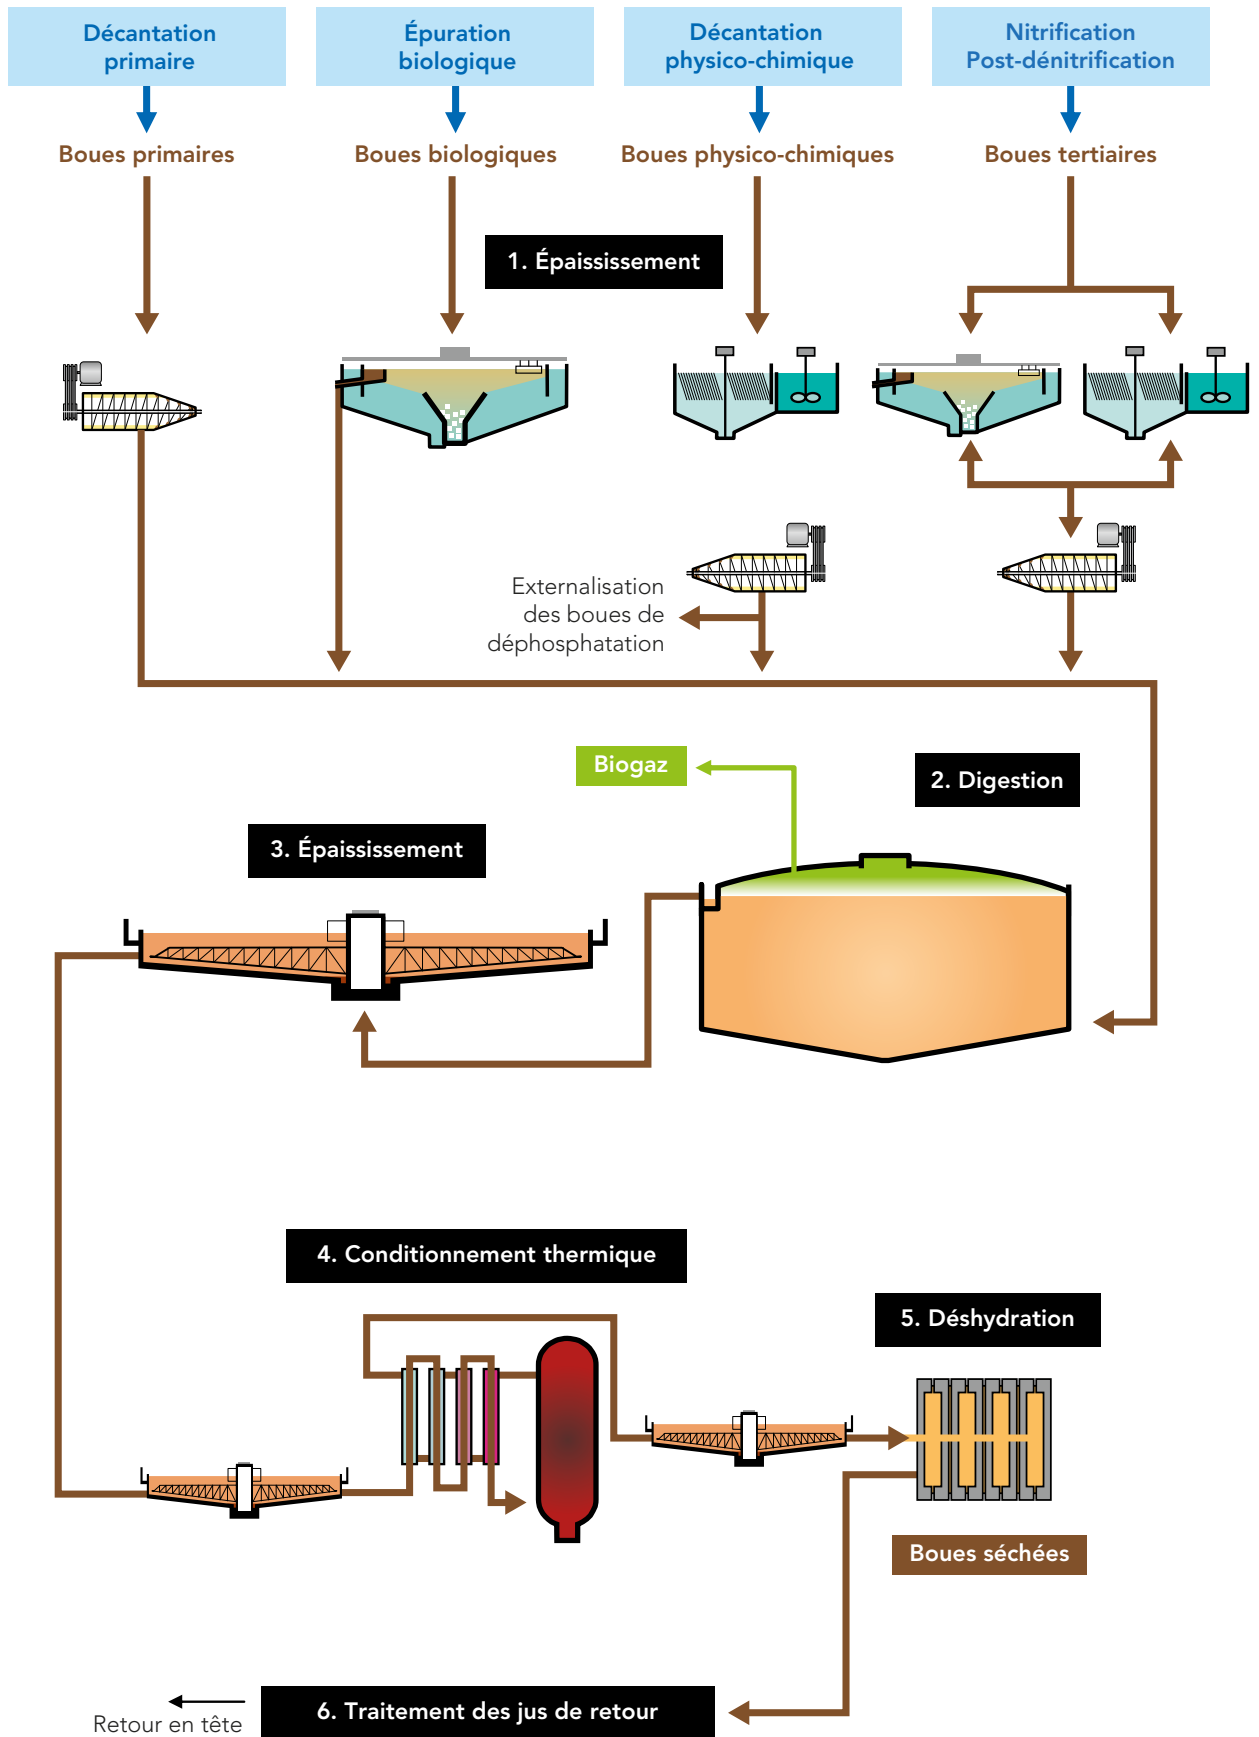 Décantation
primaire
Épuration
biologique
Décantation
physico-chimique
Nitrification
Post-dénitrification
Boues primaires
Boues biologiques
Boues physico-chimiques
Boues tertiaires
1. Épaississement
Externalisation
des boues de
déphosphatation
Biogaz
2. Digestion
3. Épaississement
4. Conditionnement thermique
5. Déshydration
Boues séchées
6. Traitement des jus de retour
Retour en tête